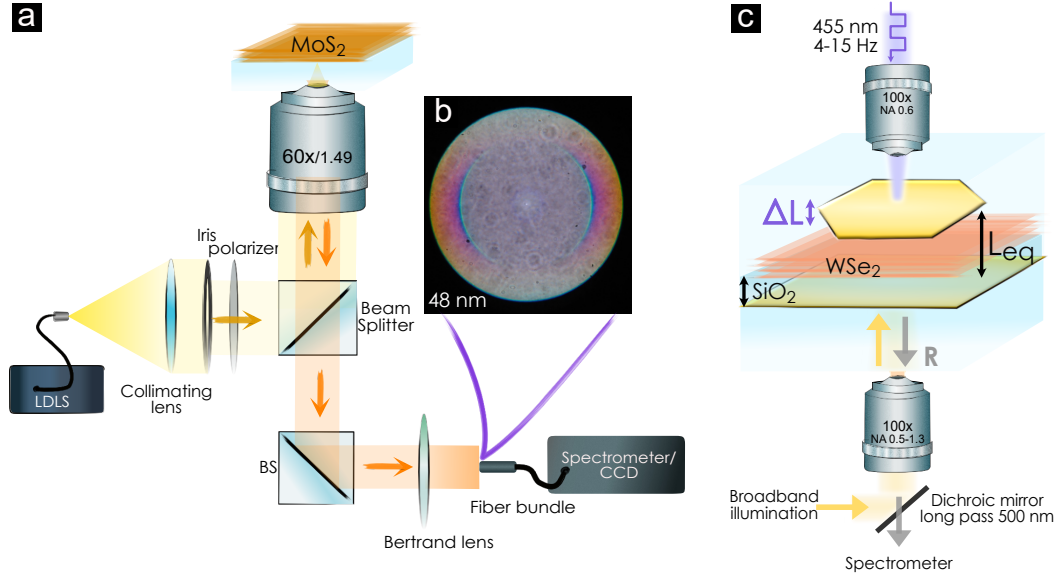 a
MoS2
60x/1.49
Iris
polarizer
Beam
Splitter
Collimating
lens
LDLS
BS
Bertrand lens
Fiber bundle
Spectrometer/
CCD
b
48 nm
c
455 nm
4-15 Hz
100x
NA 0.6
ΔL
Leq
WSe2
SiO2
R
100x
NA 0.5-1.3
Broadband
illumination
Dichroic mirror
long pass 500 nm
Spectrometer